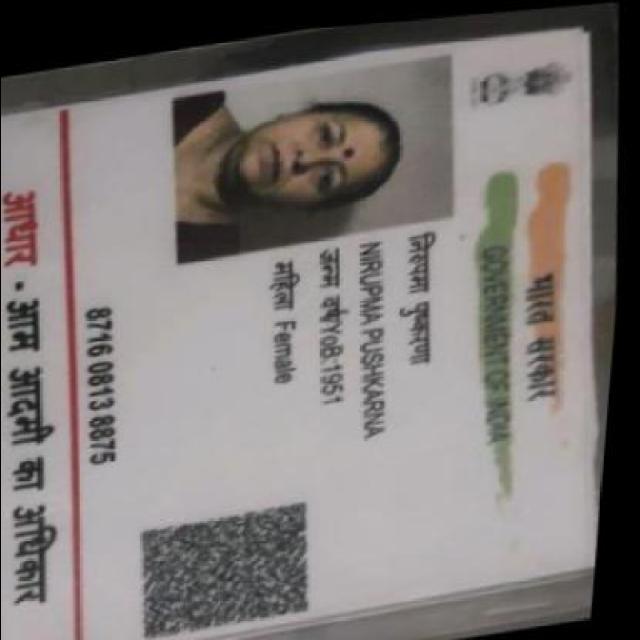 भारत सरकार
GOVERNMENT OF INDIA
निरुपमा पुष्करणा
NIRUPMA PUSHKARNA
जन्म वर्ष/YoB:1951
महिला Female
8716 0813 8875
आधार - आम आदमी का अधिकार